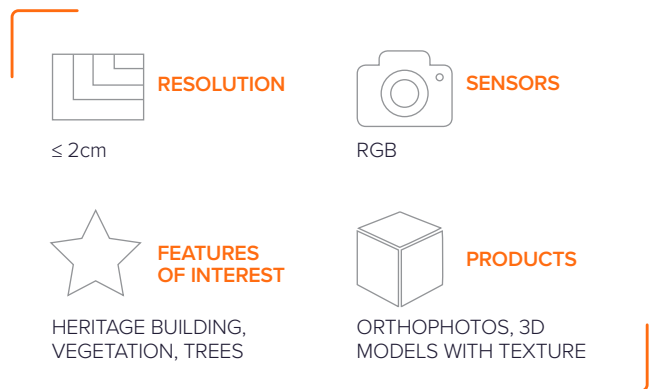 RESOLUTION
≤ 2cm
SENSORS
RGB
FEATURES
OF INTEREST
HERITAGE BUILDING,
VEGETATION, TREES
PRODUCTS
ORTHOPHOTOS, 3D
MODELS WITH TEXTURE